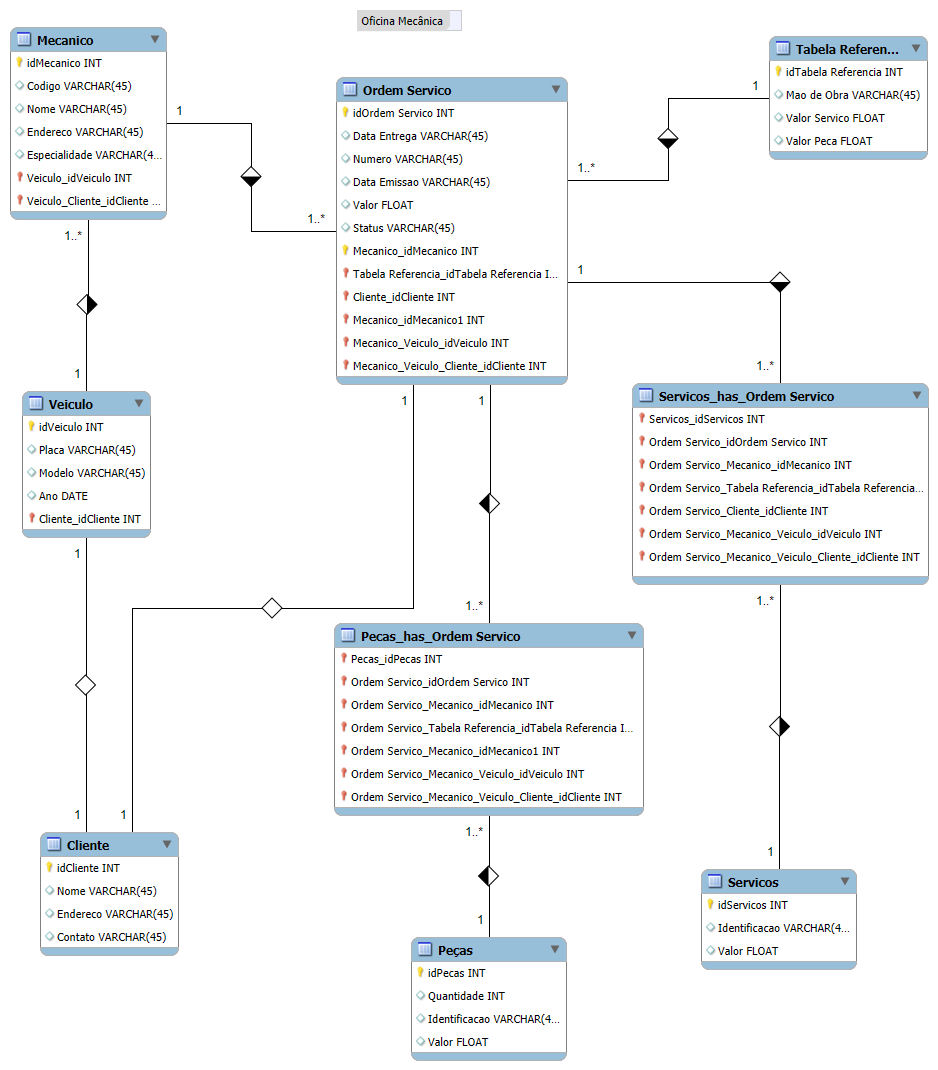 Oficina Mecânica
Mecanico
idMecanico INT
Codigo VARCHAR(45)
Nome VARCHAR(45)
Endereco VARCHAR(45)
Especialidade VARCHAR(4...
Veiculo_idVeiculo INT
Veiculo_Cliente_idCliente ...
1
1..*
1..*
1
Ordem Servico
idOrdem Servico INT
Data Entrega VARCHAR(45)
Numero VARCHAR(45)
Data Emissao VARCHAR(45)
Valor FLOAT
Status VARCHAR(45)
Mecanico_idMecanico INT
Tabela Referencia_idTabela Referencia I...
Cliente_idCliente INT
Mecanico_idMecanico1 INT
Mecanico_Veiculo_idVeiculo INT
Mecanico_Veiculo_Cliente_idCliente INT
Tabela Referen...
idTabela Referencia INT
Mao de Obra VARCHAR(45)
Valor Servico FLOAT
Valor Peca FLOAT
1
1..*
1
1..*
Veiculo
idVeiculo INT
Placa VARCHAR(45)
Modelo VARCHAR(45)
Ano DATE
Cliente_idCliente INT
1
1
1
1
1
1..*
Servicos_has_Ordem Servico
Servicos_idServicos INT
Ordem Servico_idOrdem Servico INT
Ordem Servico_Mecanico_idMecanico INT
Ordem Servico_Tabela Referencia_idTabela Referencia...
Ordem Servico_Cliente_idCliente INT
Ordem Servico_Mecanico_Veiculo_idVeiculo INT
Ordem Servico_Mecanico_Veiculo_Cliente_idCliente INT
1..*
1
Pecas_has_Ordem Servico
Pecas_idPecas INT
Ordem Servico_idOrdem Servico INT
Ordem Servico_Mecanico_idMecanico INT
Ordem Servico_Tabela Referencia_idTabela Referencia I...
Ordem Servico_Mecanico_idMecanico1 INT
Ordem Servico_Mecanico_Veiculo_idVeiculo INT
Ordem Servico_Mecanico_Veiculo_Cliente_idCliente INT
1..*
1
Cliente
idCliente INT
Nome VARCHAR(45)
Endereco VARCHAR(45)
Contato VARCHAR(45)
Servicos
idServicos INT
Identificacao VARCHAR(4...
Valor FLOAT
Peças
idPecas INT
Quantidade INT
Identificacao VARCHAR(4...
Valor FLOAT